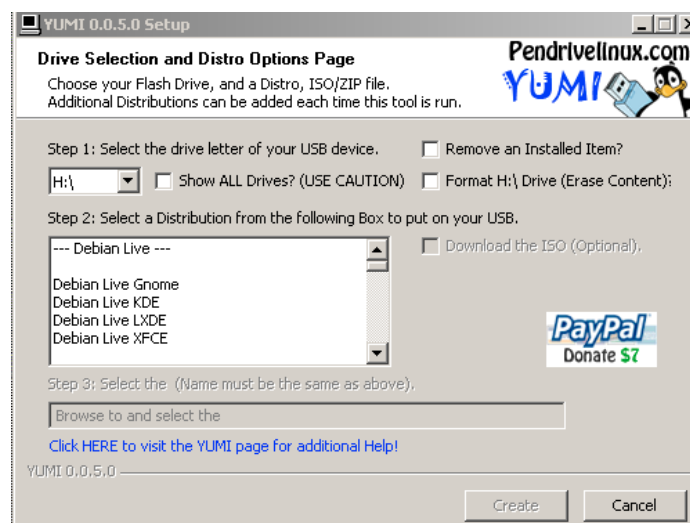 YUMI 0.0.5.0 Setup
Drive Selection and Distro Options Page
Choose your Flash Drive, and a Distro, ISO/ZIP file.
Additional Distributions can be added each time this tool is run.
Pendrivelinux.com
YUMI
Step 1: Select the drive letter of your USB device.
Remove an Installed Item?
H:\
Show ALL Drives? (USE CAUTION)
Format H:\ Drive (Erase Content)?
Step 2: Select a Distribution from the following Box to put on your USB.
--- Debian Live ---
Debian Live Gnome
Debian Live KDE
Debian Live LXDE
Debian Live XFCE
Download the ISO (Optional).
PayPal
Donate $7
Step 3: Select the (Name must be the same as above).
Browse to and select the
Click HERE to visit the YUMI page for additional Help!
YUMI 0.0.5.0
Create
Cancel